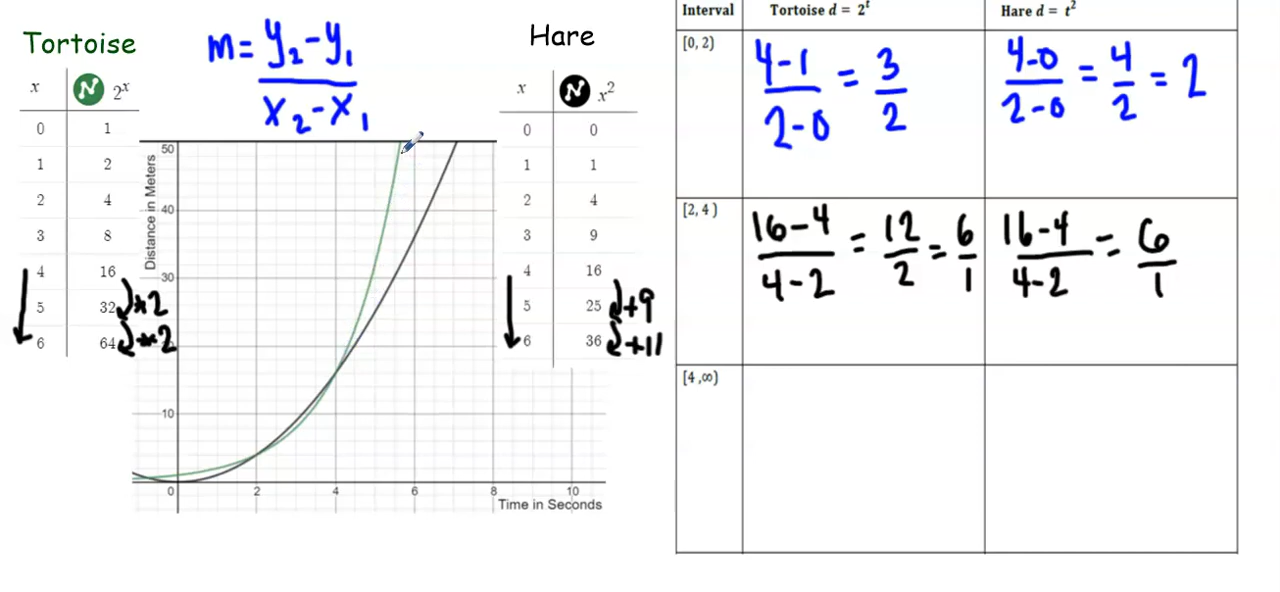 Tortoise
x 2^x
0 1
1 2
2 4
3 8
4 16
5 32 *2
6 64 *2
m = y₂-y₁
x₂-x₁
Hare
x x²
0 0
1 1
2 4
3 9
4 16
5 25 +9
6 36 +11
Distance in Meters
50
40
30
20
10
0 2 4 6 8 10
Time in Seconds
Interval Tortoise d = 2^t Hare d = t²
[0, 2) 4-1/2-0 = 3/2 4-0/2-0 = 4/2 = 2
[2, 4) 16-4/4-2 = 12/2 = 6/1 16-4/4-2 = 6/1
[4 ,∞)